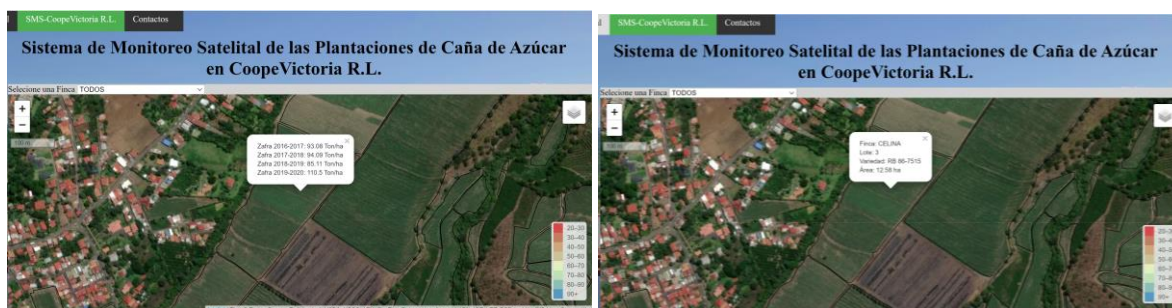 SMS-CoopeVictoria R.L. Contactos
Sistema de Monitoreo Satelital de las Plantaciones de Caña de Azúcar
en CoopeVictoria R.L.
Selecione una Finca TODOS
+
−
Zafra 2016-2017: 93.08 Ton/ha
Zafra 2017-2018: 94.09 Ton/ha
Zafra 2018-2019: 85.11 Ton/ha
Zafra 2019-2020: 110.5 Ton/ha
20-30
30-40
40-50
50-60
60-70
70-80
80-90
90+
SMS-CoopeVictoria R.L. Contactos
Sistema de Monitoreo Satelital de las Plantaciones de Caña de Azúcar
en CoopeVictoria R.L.
Selecione una Finca TODOS
+
−
Finca: CELINA
Lote: 3
Variedad: RB 86-7515
Área: 12.58 ha
90+